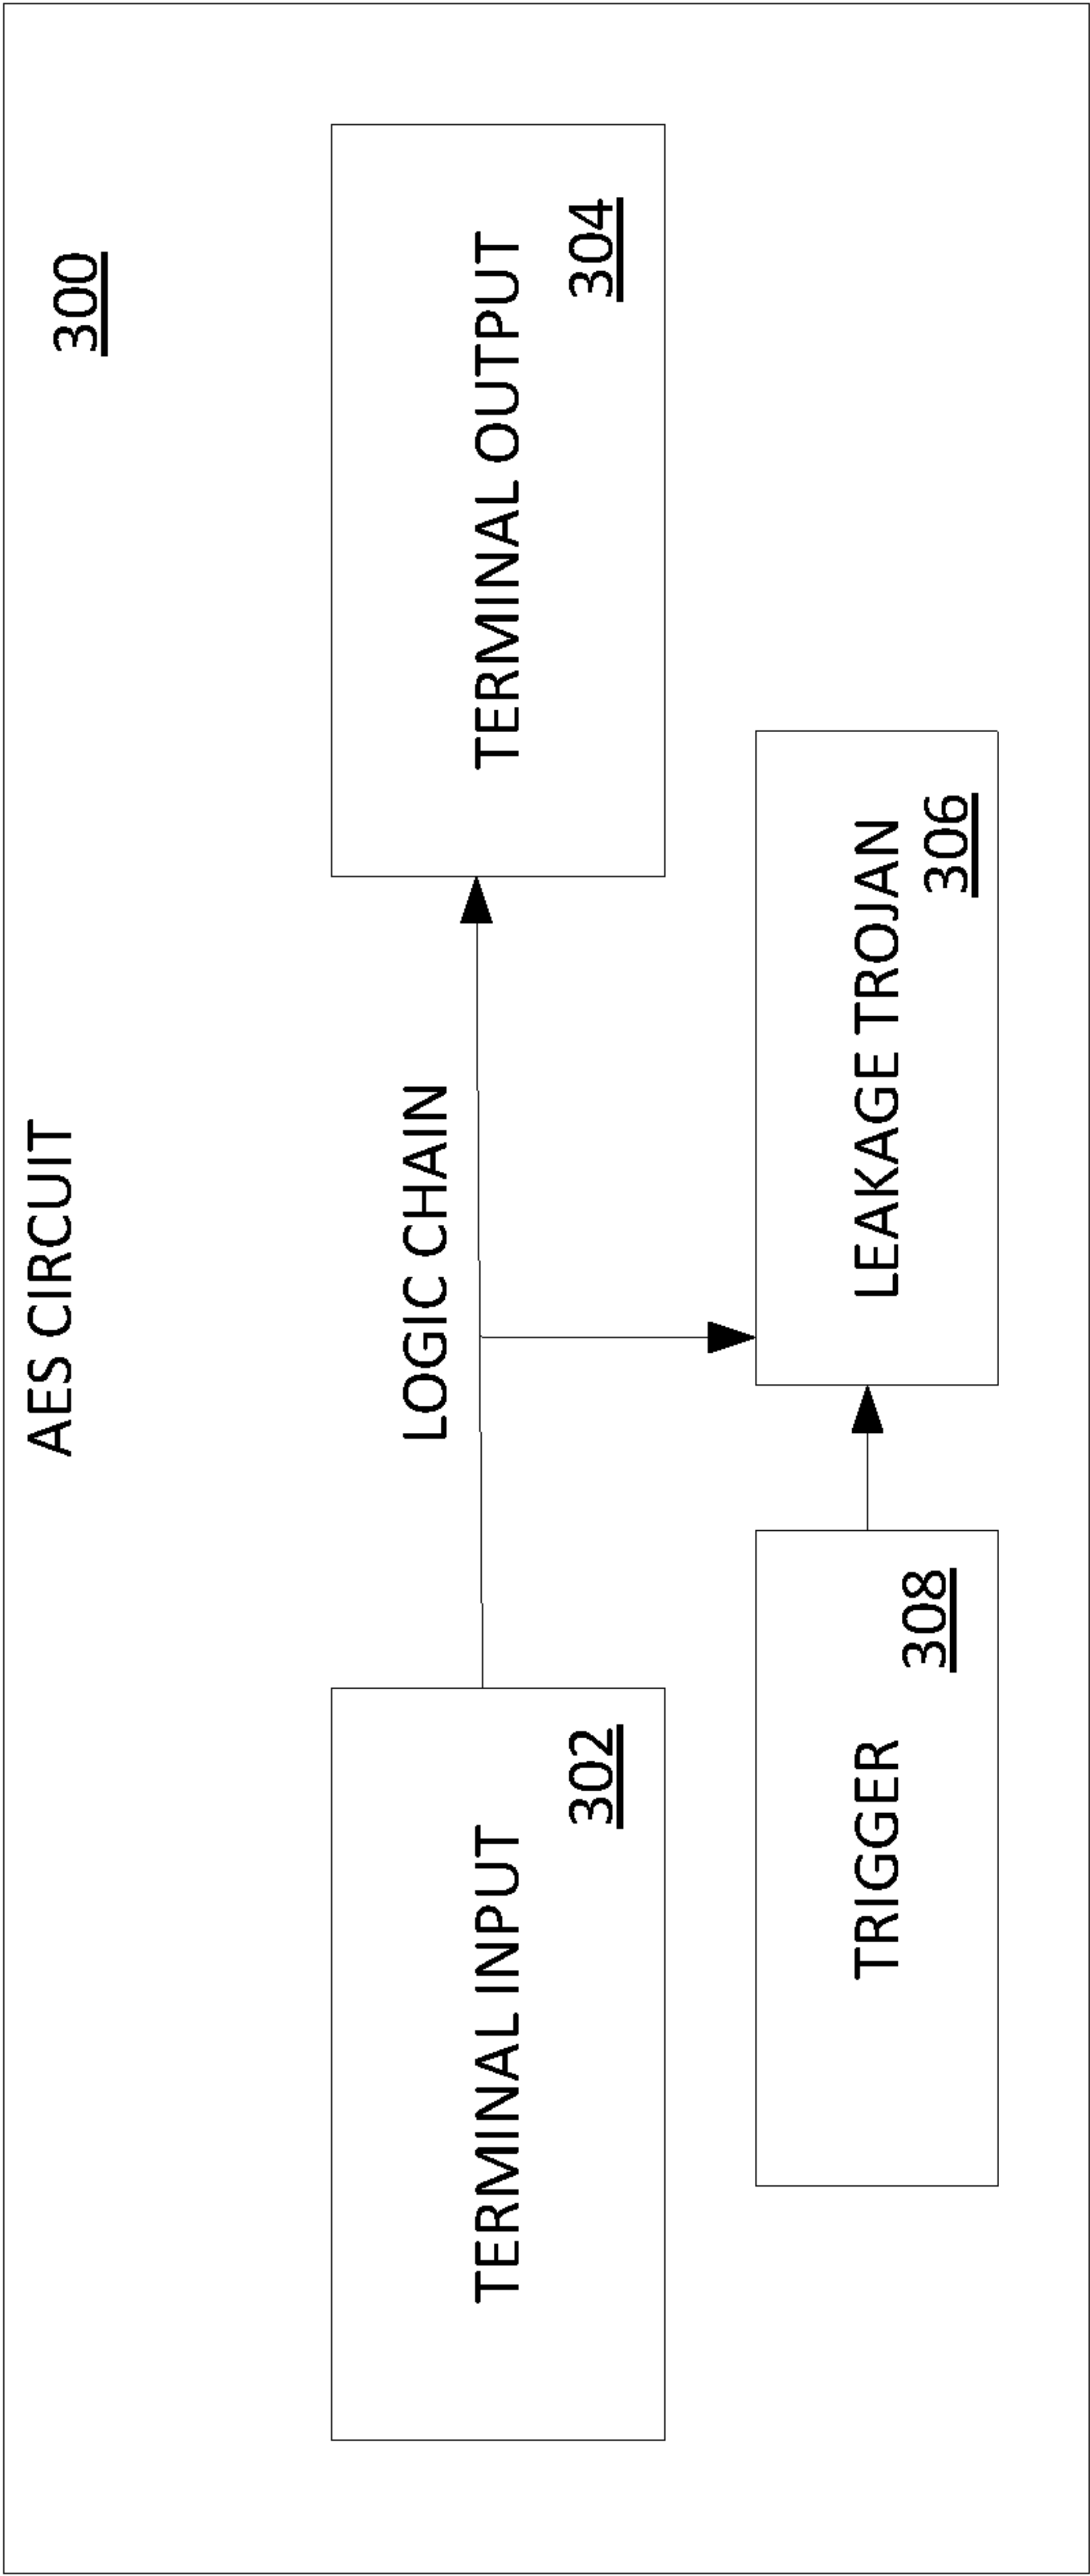 AES CIRCUIT
300
LOGIC CHAIN
TERMINAL INPUT
302
TERMINAL OUTPUT
304
TRIGGER
308
LEAKAGE TROJAN
306